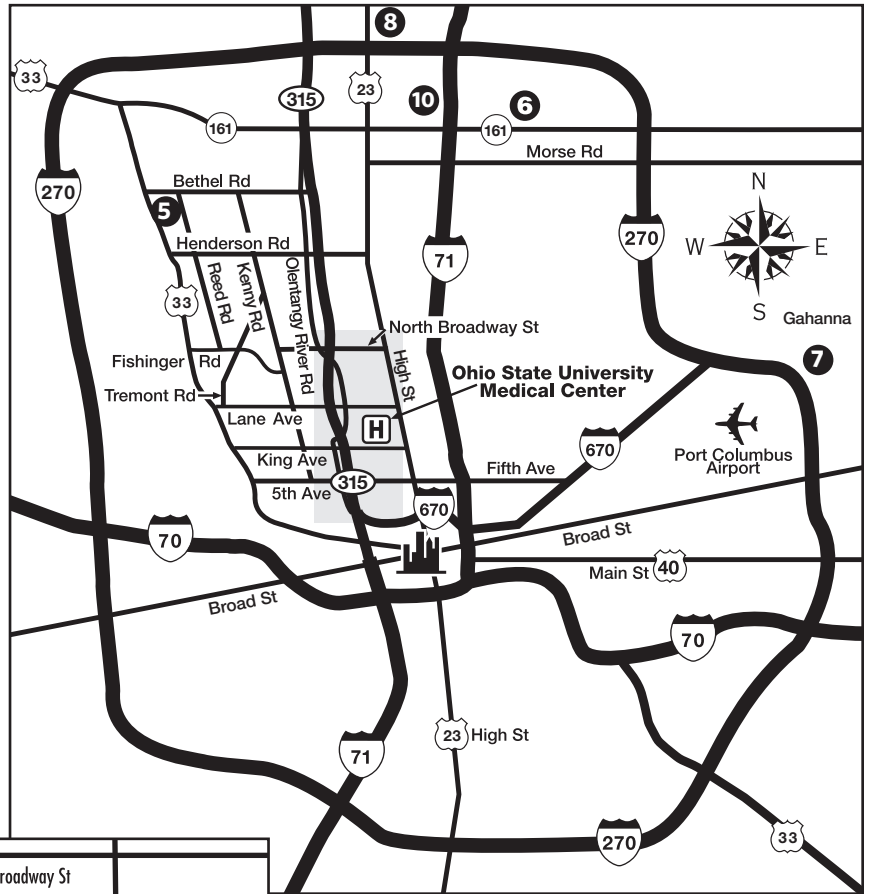 8
33
315
23
10
6
161
161
Morse Rd
270
Bethel Rd
5
N
W
E
S
270
71
Henderson Rd
33
Reed Rd
Kenny Rd
Olentangy River Rd
Gahanna
North Broadway St
High St
7
Fishinger Rd
Tremont Rd
Ohio State University
Medical Center
Lane Ave
H
King Ave
670
Port Columbus
Airport
Fifth Ave
5th Ave
315
670
70
Broad St
Main St
40
Broad St
70
23
High St
71
270
33
roadway St